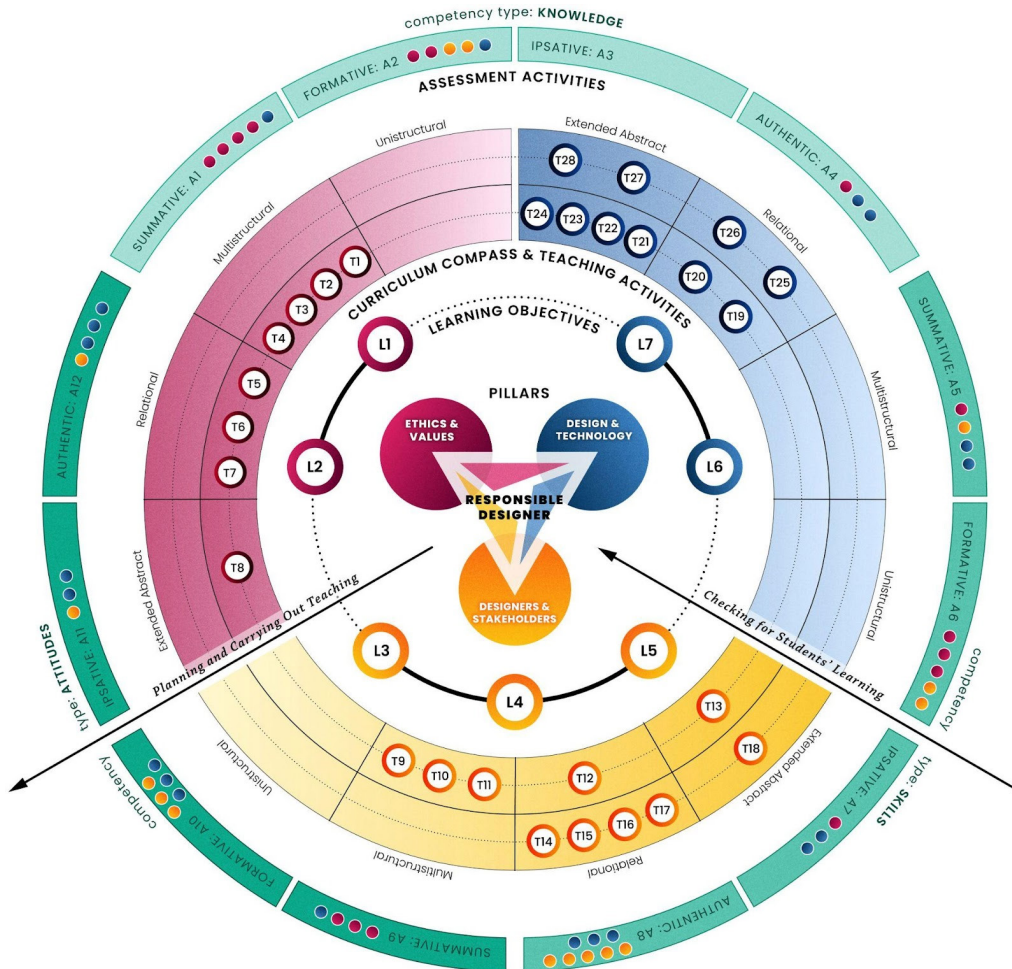 competency type: KNOWLEDGE
FORMATIVE: A2
IPSATIVE: A3
ASSESSMENT ACTIVITIES
SUMMATIVE: A1
AUTHENTIC: A4
Unistructural
Extended Abstract
Multistructural
Relational
T28
T27
T26
T25
T24
T23
T22
T21
T20
T19
T1
T2
T3
T4
T5
T6
T7
T8
CURRICULUM COMPASS & TEACHING ACTIVITIES
LEARNING OBJECTIVES
L1
L7
L2
L6
PILLARS
ETHICS &
VALUES
DESIGN &
TECHNOLOGY
RESPONSIBLE
DESIGNER
DESIGNERS &
STAKEHOLDERS
AUTHENTIC: A12
SUMMATIVE: A5
Relational
Multistructural
Extended Abstract
Unistructural
FORMATIVE: A6
IPSATIVE: A11
type: ATTITUDES
competency
Planning and Carrying Out Teaching
Checking for Students' Learning
L3
L4
L5
T13
T18
T9
T10
T11
T12
T14
T15
T16
T17
Unistructural
Multistructural
Relational
Extended Abstract
IPSATIVE: A7
type: SKILLS
competency
FORMATIVE: A10
SUMMATIVE: A9
AUTHENTIC: A8